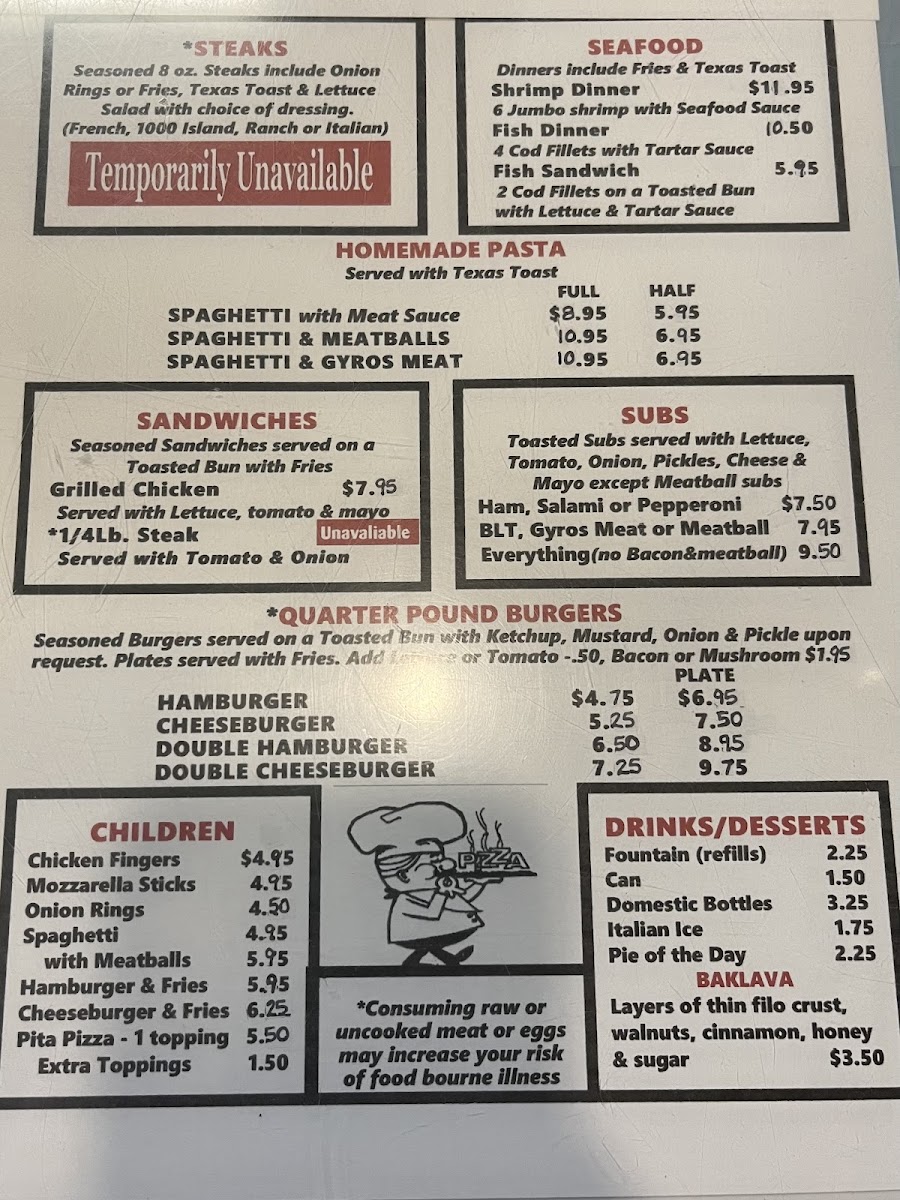 *STEAKS
Seasoned 8 oz. Steaks include Onion
Rings or Fries, Texas Toast & Lettuce
Salad with choice of dressing.
(French, 1000 Island, Ranch or Italian)
Temporarily Unavailable
SEAFOOD
Dinners include Fries & Texas Toast
Shrimp Dinner $11.95
6 Jumbo shrimp with Seafood Sauce
Fish Dinner 10.50
4 Cod Fillets with Tartar Sauce
Fish Sandwich 5.95
2 Cod Fillets on a Toasted Bun
with Lettuce & Tartar Sauce
HOMEMADE PASTA
Served with Texas Toast
FULL HALF
SPAGHETTI with Meat Sauce $8.95 5.95
SPAGHETTI & MEATBALLS 10.95 6.95
SPAGHETTI & GYROS MEAT 10.95 6.95
SANDWICHES
Seasoned Sandwiches served on a
Toasted Bun with Fries
Grilled Chicken $7.95
Served with Lettuce, tomato & mayo
*1/4Lb. Steak Unavaliable
Served with Tomato & Onion
SUBS
Toasted Subs served with Lettuce,
Tomato, Onion, Pickles, Cheese &
Mayo except Meatball subs
Ham, Salami or Pepperoni $7.50
BLT, Gyros Meat or Meatball 7.95
Everything(no Bacon&meatball) 9.50
*QUARTER POUND BURGERS
Seasoned Burgers served on a Toasted Bun with Ketchup, Mustard, Onion & Pickle upon
request. Plates served with Fries. Add or Tomato -.50, Bacon or Mushroom $1.95
PLATE
HAMBURGER $4.75 $6.95
CHEESEBURGER 5.25 7.50
DOUBLE HAMBURGER 6.50 8.95
DOUBLE CHEESEBURGER 7.25 9.75
CHILDREN
Chicken Fingers $4.95
Mozzarella Sticks 4.95
Onion Rings 4.50
Spaghetti 4.95
with Meatballs 5.95
Hamburger & Fries 5.95
Cheeseburger & Fries 6.25
Pita Pizza - 1 topping 5.50
Extra Toppings 1.50
PIZZA
*Consuming raw or
uncooked meat or eggs
may increase your risk
of food bourne illness
DRINKS/DESSERTS
Fountain (refills) 2.25
Can 1.50
Domestic Bottles 3.25
Italian Ice 1.75
Pie of the Day 2.25
BAKLAVA
Layers of thin filo crust,
walnuts, cinnamon, honey
& sugar $3.50